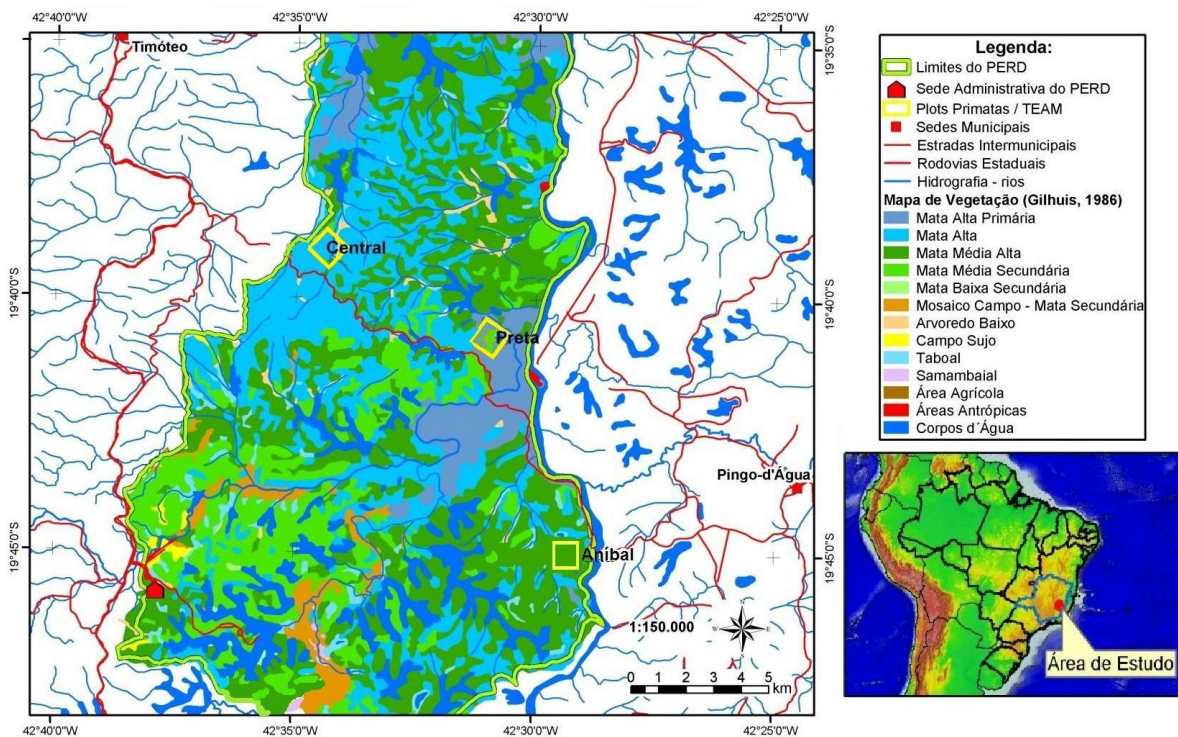 42°40'0"W
42°35'0"W
42°30'0"W
42°25'0"W
Timóteo
19°35'0"S
Central
19°40'0"S
19°40'0"S
Preta
Pingo-d'Água
19°45'0"S
19°45'0"S
Aníbal
1:150.000
N
W
E
S
0 1 2 3 4 5
km
42°40'0"W
42°35'0"W
42°30'0"W
42°25'0"W
Legenda:
Limites do PERD
Sede Administrativa do PERD
Plots Primatas / TEAM
Sedes Municipais
Estradas Intermunicipais
Rodovias Estaduais
Hidrografia - rios
Mapa de Vegetação (Gilhuis, 1986)
Mata Alta Primária
Mata Alta
Mata Média Alta
Mata Média Secundária
Mata Baixa Secundária
Mosaico Campo - Mata Secundária
Arvoredo Baixo
Campo Sujo
Taboal
Samambaial
Área Agrícola
Áreas Antrópicas
Corpos d´Água
Área de Estudo